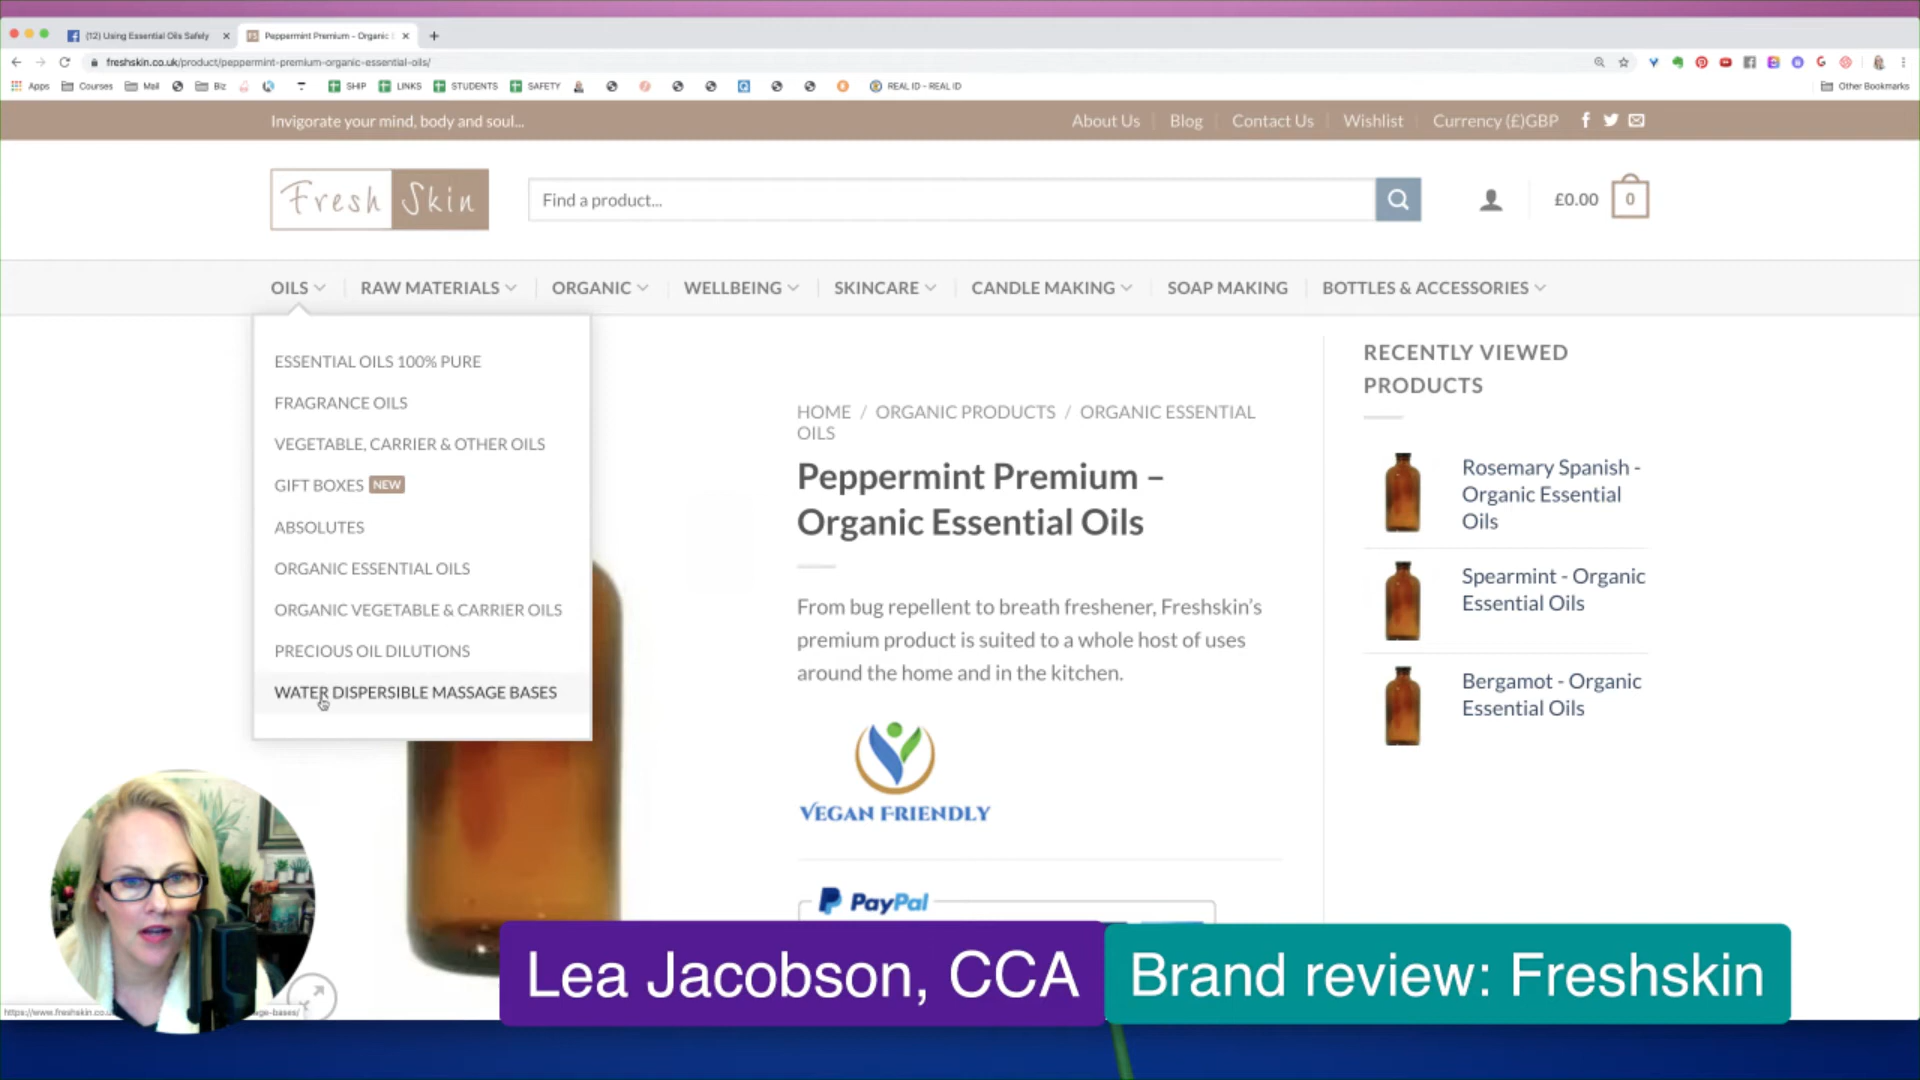 (12) Using Essential Oils Safely
Peppermint Premium – Organic
freshskin.co.uk/product/peppermint-premium-organic-essential-oils/
Apps Courses Mail Biz SHIP LINKS STUDENTS SAFETY REAL ID - REAL ID Other Bookmarks
Invigorate your mind, body and soul...
About Us Blog Contact Us Wishlist Currency (£)GBP
Fresh Skin
Find a product...
£0.00 0
OILS RAW MATERIALS ORGANIC WELLBEING SKINCARE CANDLE MAKING SOAP MAKING BOTTLES & ACCESSORIES
ESSENTIAL OILS 100% PURE
FRAGRANCE OILS
VEGETABLE, CARRIER & OTHER OILS
GIFT BOXES NEW
ABSOLUTES
ORGANIC ESSENTIAL OILS
ORGANIC VEGETABLE & CARRIER OILS
PRECIOUS OIL DILUTIONS
WATER DISPERSIBLE MASSAGE BASES
HOME / ORGANIC PRODUCTS / ORGANIC ESSENTIAL
OILS
Peppermint Premium –
Organic Essential Oils
From bug repellent to breath freshener, Freshskin's
premium product is suited to a whole host of uses
around the home and in the kitchen.
VEGAN FRIENDLY
PayPal
RECENTLY VIEWED
PRODUCTS
Rosemary Spanish -
Organic Essential
Oils
Spearmint - Organic
Essential Oils
Bergamot - Organic
Essential Oils
Lea Jacobson, CCA
Brand review: Freshskin
https://www.freshskin.co.u
age-bases/